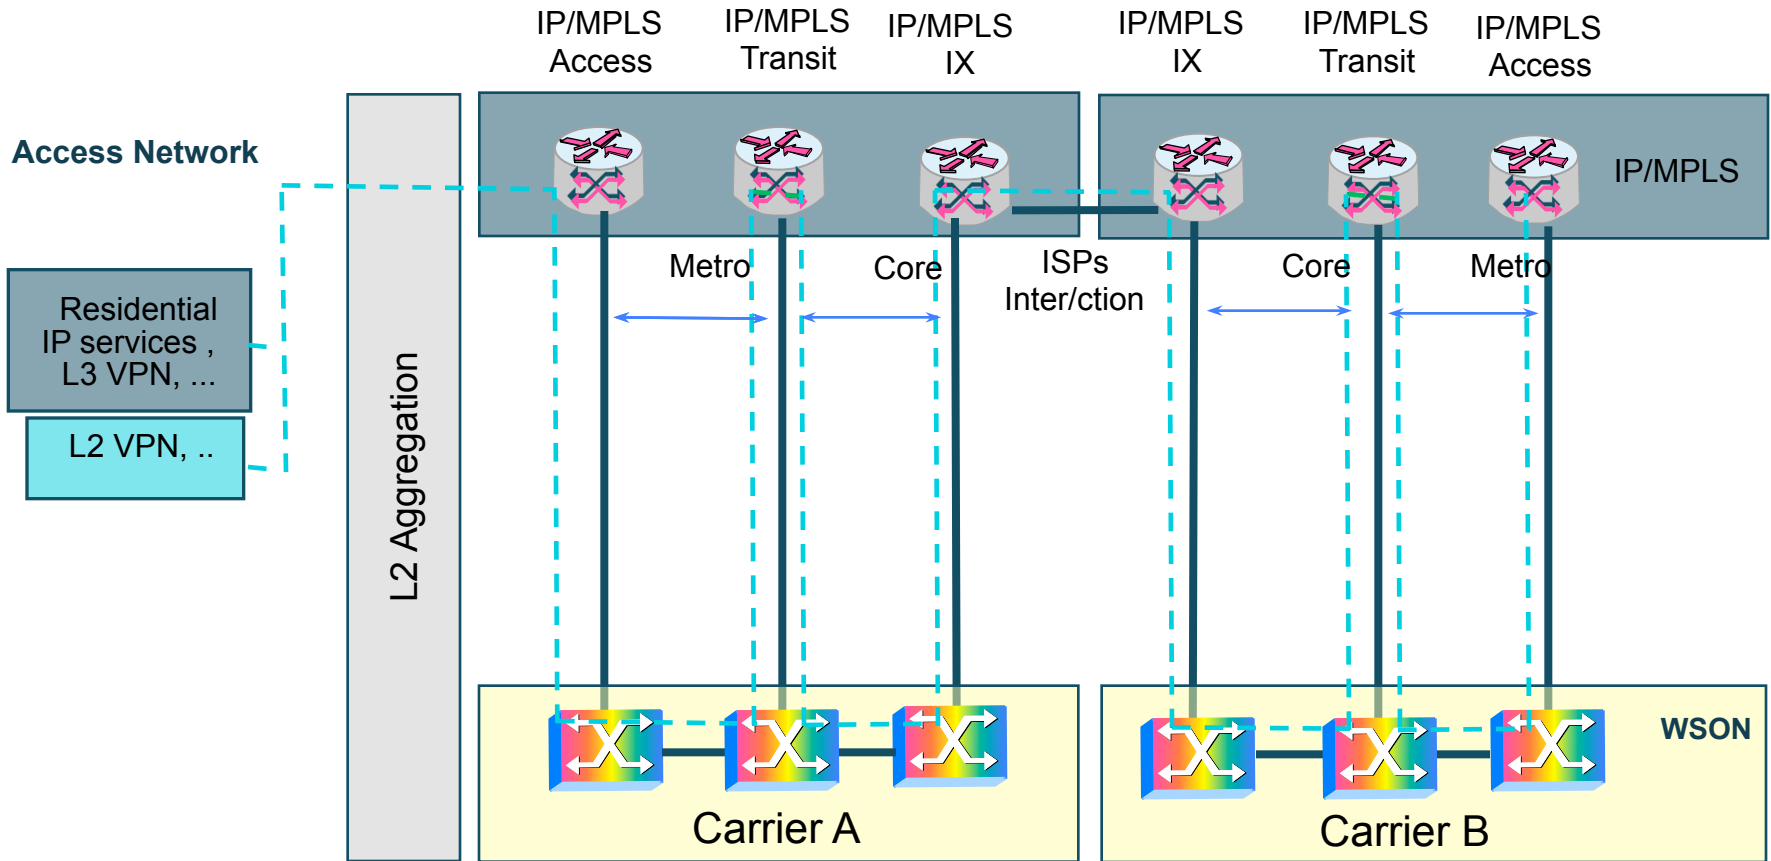 IP/MPLS
Access
IP/MPLS
Transit
IP/MPLS
IX
IP/MPLS
IX
IP/MPLS
Transit
IP/MPLS
Access
Access Network
IP/MPLS
Metro
Core
ISPs
Inter/ction
Core
Metro
Residential
IP services ,
L3 VPN, ...
L2 VPN, ..
L2 Aggregation
WSON
Carrier A
Carrier B